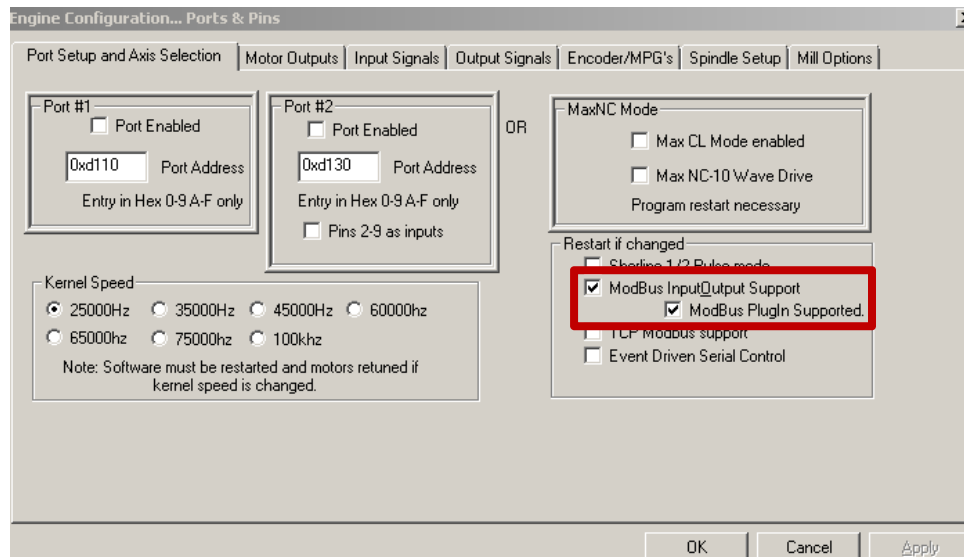 Engine Configuration... Ports & Pins
Port Setup and Axis Selection Motor Outputs Input Signals Output Signals Encoder/MPG's Spindle Setup Mill Options
Port #1
Port Enabled
0xd110 Port Address
Entry in Hex 0-9 A-F only
Port #2
Port Enabled
0xd130 Port Address
Entry in Hex 0-9 A-F only
Pins 2-9 as inputs
OR
MaxNC Mode
Max CL Mode enabled
Max NC-10 Wave Drive
Program restart necessary
Kernel Speed
25000Hz 35000Hz 45000Hz 60000hz
65000hz 75000hz 100khz
Note: Software must be restarted and motors retuned if
kernel speed is changed.
Restart if changed
Sherline 1/2 Pulse mode
ModBus InputOutput Support
ModBus PlugIn Supported.
TCP Modbus support
Event Driven Serial Control
OK Cancel Apply